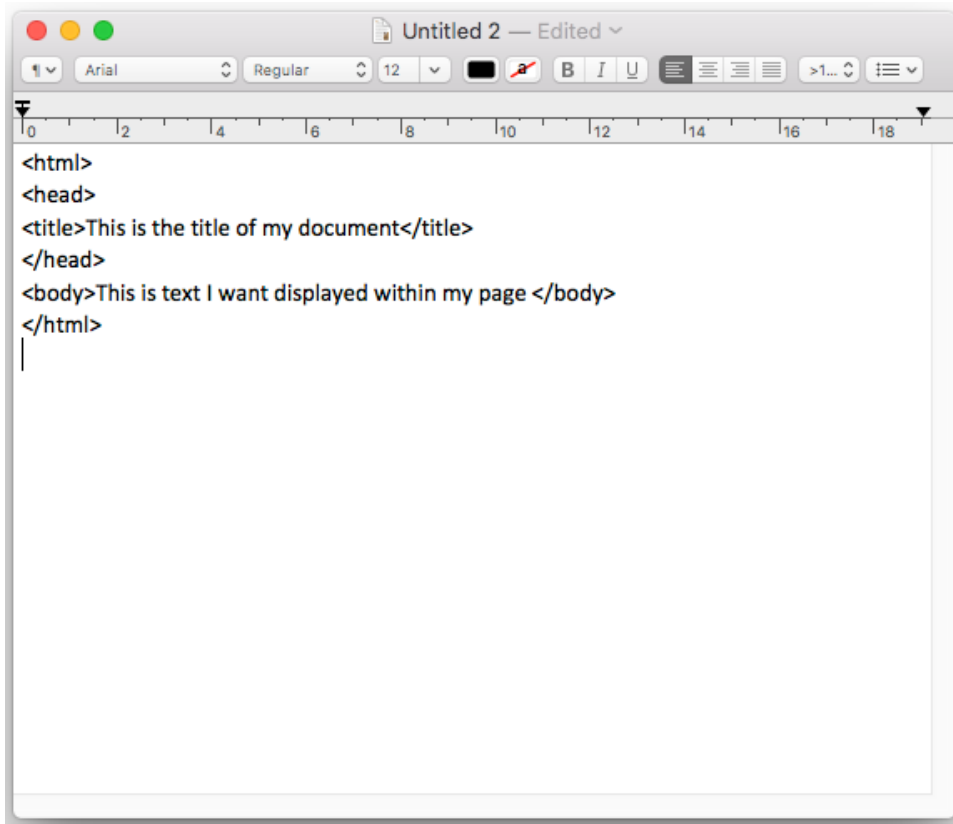 Untitled 2 — Edited
¶ Arial Regular 12 a B I U >1...
0 2 4 6 8 10 12 14 16 18
<html>
<head>
<title>This is the title of my document</title>
</head>
<body>This is text I want displayed within my page </body>
</html>